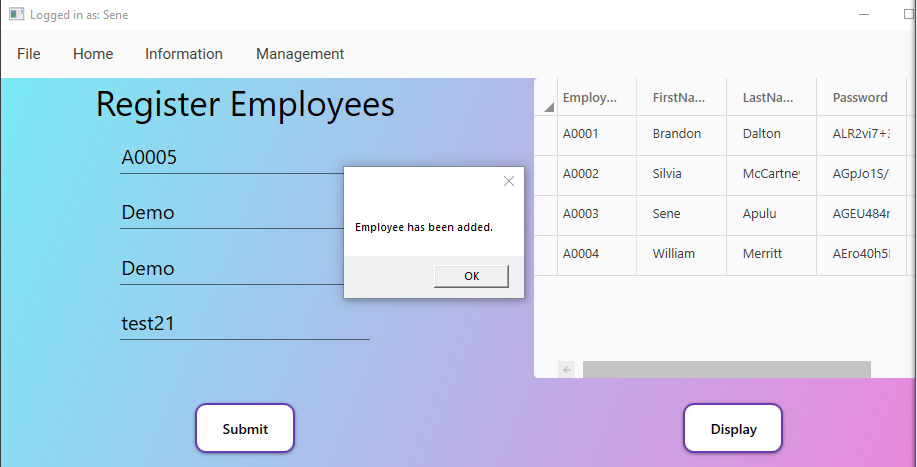 Logged in as: Sene
File Home Information Management
Register Employees
A0005
Demo
Demo
test21
Employee has been added.
OK
Employ... FirstNa... LastNa... Password
A0001 Brandon Dalton ALR2vi7+
A0002 Silvia McCartney AGpJo1S/
A0003 Sene Apulu AGEU484r
A0004 William Merritt AEro40h5
Submit
Display